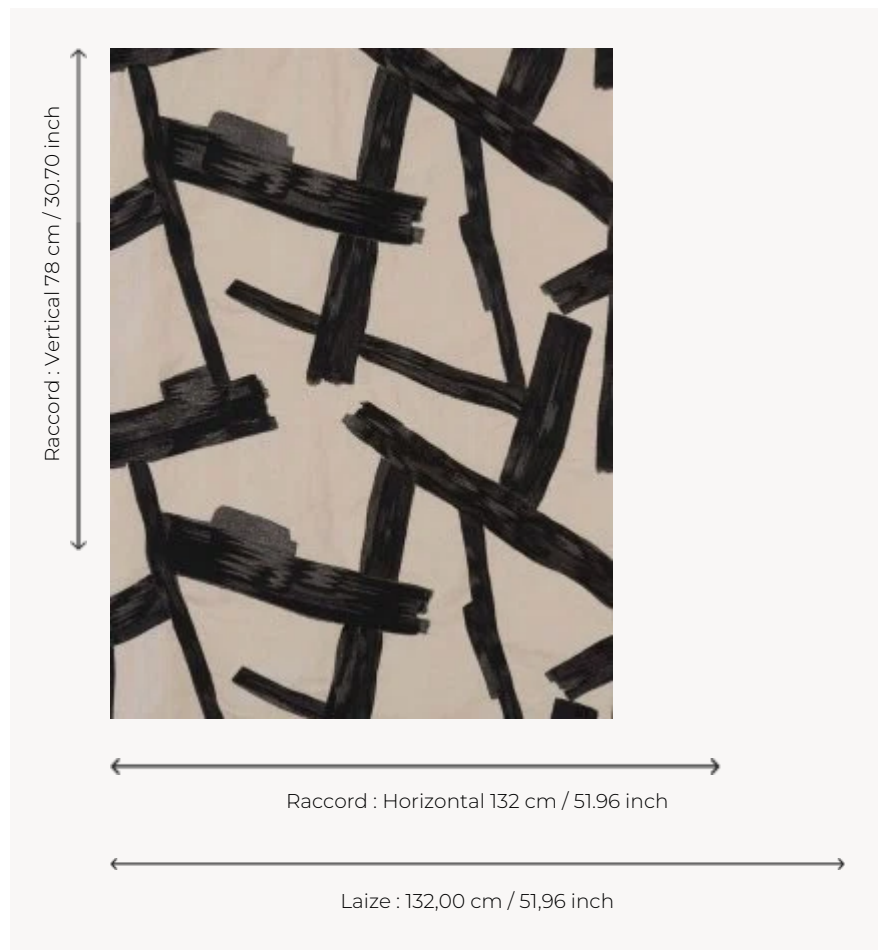 Raccord : Vertical 78 cm / 30.70 inch
Raccord : Horizontal 132 cm / 51.96 inch
Laize : 132,00 cm / 51,96 inch